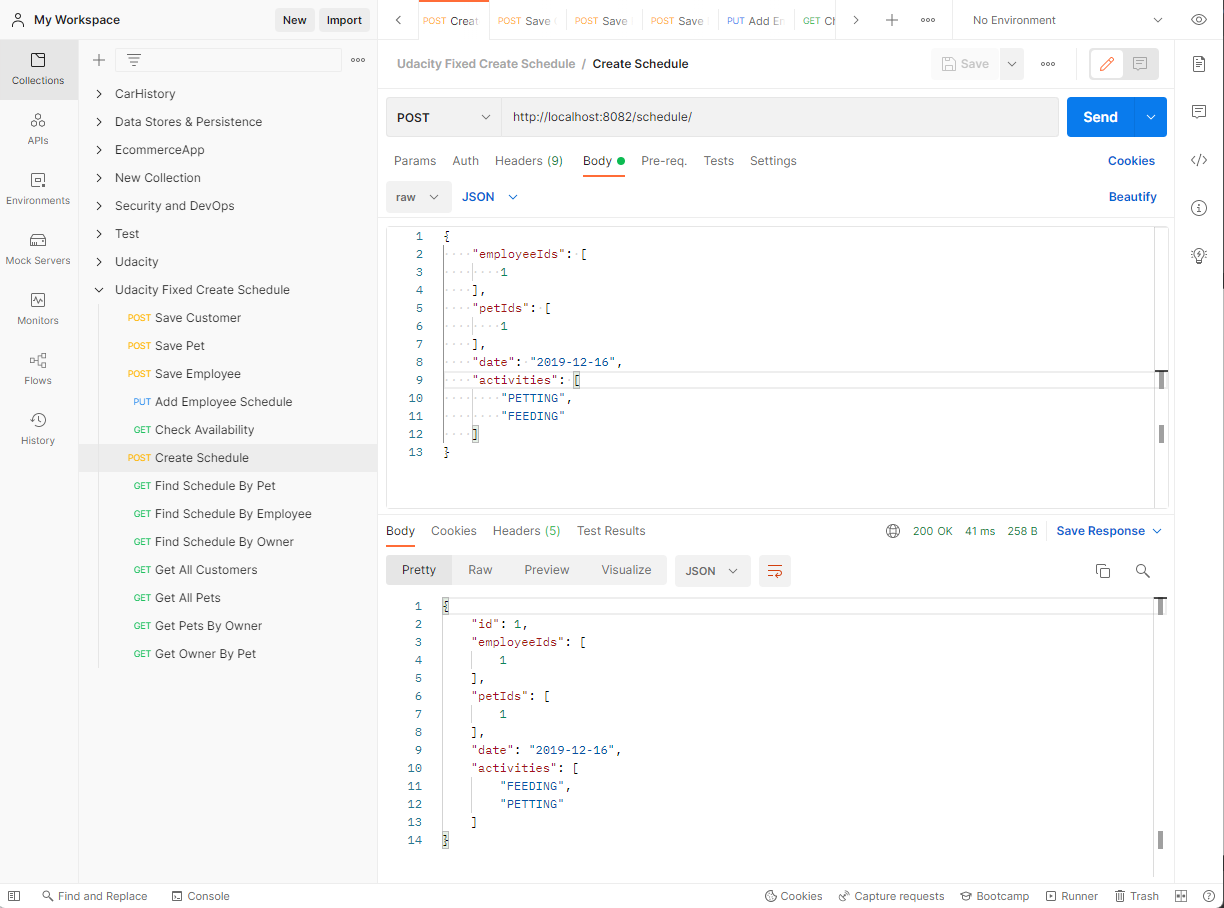 My Workspace
New
Import
POST Creat
POST Save
POST Save
POST Save
PUT Add E
GET Ch
No Environment
Collections
APIs
Environments
Mock Servers
Monitors
Flows
History
CarHistory
Data Stores & Persistence
EcommerceApp
New Collection
Security and DevOps
Test
Udacity
Udacity Fixed Create Schedule
POST Save Customer
POST Save Pet
POST Save Employee
PUT Add Employee Schedule
GET Check Availability
POST Create Schedule
GET Find Schedule By Pet
GET Find Schedule By Employee
GET Find Schedule By Owner
GET Get All Customers
GET Get All Pets
GET Get Pets By Owner
GET Get Owner By Pet
Udacity Fixed Create Schedule / Create Schedule
Save
POST
http://localhost:8082/schedule/
Send
Params Auth Headers (9) Body Pre-req. Tests Settings
Cookies
raw
JSON
Beautify
1 {
2 "employeeIds": [
3 1
4 ],
5 "petIds": [
6 1
7 ],
8 "date": "2019-12-16",
9 "activities": [
10 "PETTING",
11 "FEEDING"
12 ]
13 }
Body Cookies Headers (5) Test Results
200 OK 41 ms 258 B Save Response
Pretty Raw Preview Visualize JSON
1 {
2 "id": 1,
3 "employeeIds": [
4 1
5 ],
6 "petIds": [
7 1
8 ],
9 "date": "2019-12-16",
10 "activities": [
11 "FEEDING",
12 "PETTING"
13 ]
14 }
Find and Replace
Console
Cookies
Capture requests
Bootcamp
Runner
Trash